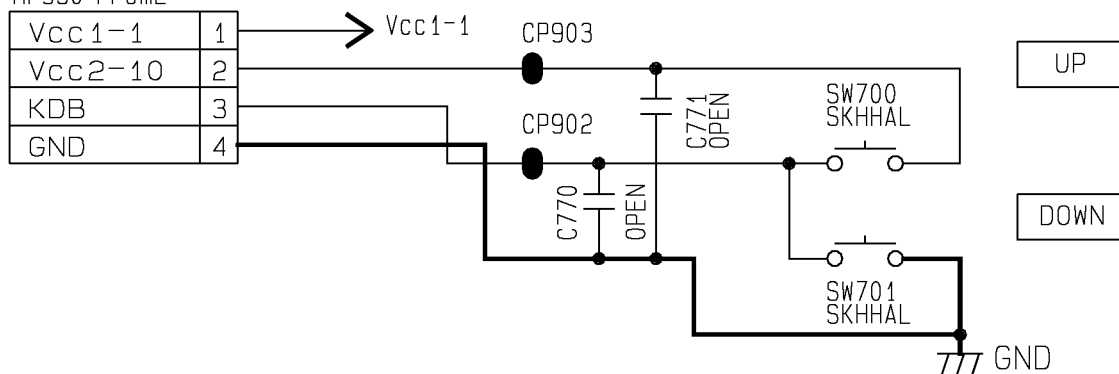 Vcc1-1 1
Vcc2-10 2
KDB 3
GND 4
Vcc1-1
CP903
CP902
C771
OPEN
C770
OPEN
SW700
SKHHAL
SW701
SKHHAL
GND
UP
DOWN